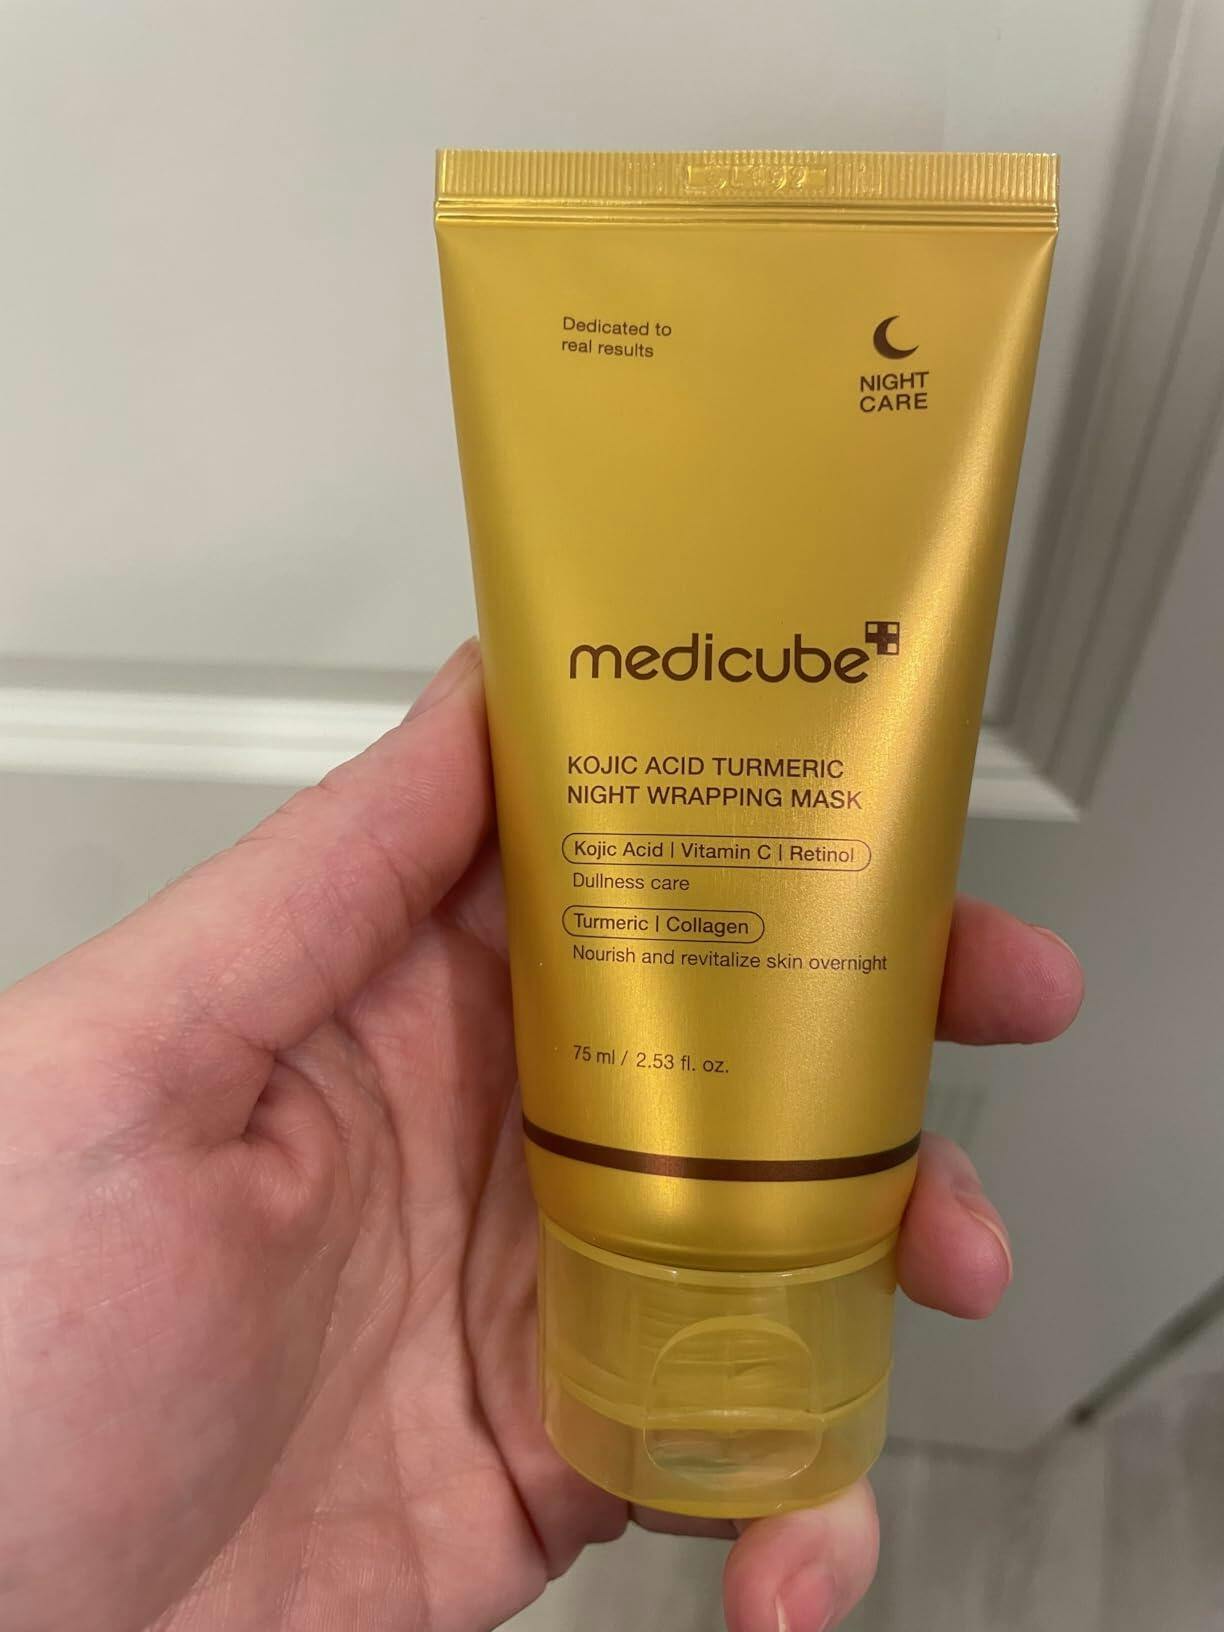 Dedicated to
real results
NIGHT
CARE
medicube
KOJIC ACID TURMERIC
NIGHT WRAPPING MASK
Kojic Acid | Vitamin C | Retinol
Dullness care
Turmeric | Collagen
Nourish and revitalize skin overnight
75 ml / 2.53 fl. oz.